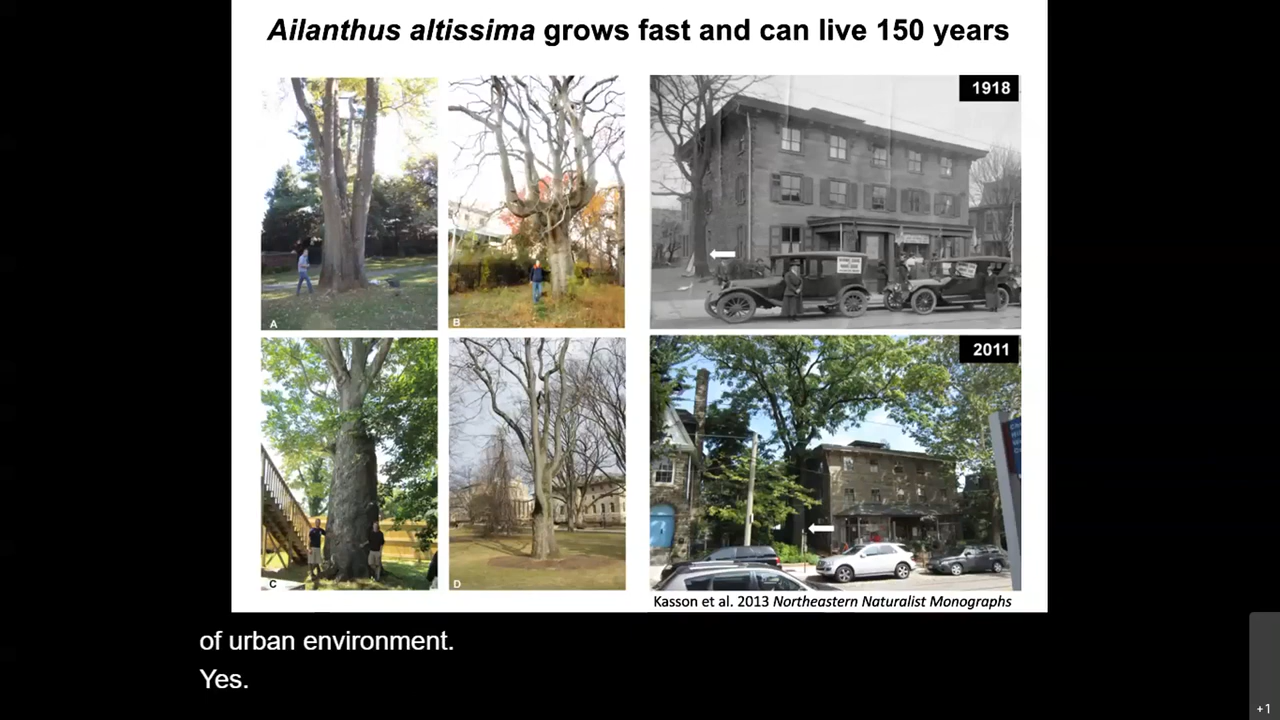 Ailanthus altissima grows fast and can live 150 years
A
B
1918
C
D
2011
Kasson et al. 2013 Northeastern Naturalist Monographs
of urban environment.
Yes.
+1